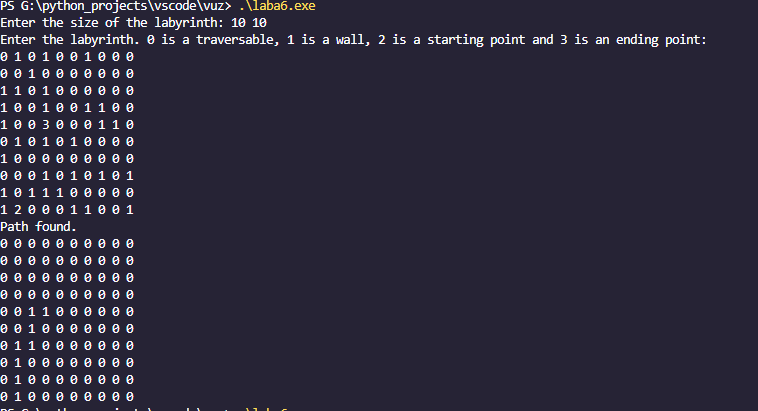 PS G:\python_projects\vscode\vuz> .\laba6.exe
Enter the size of the labyrinth: 10 10
Enter the labyrinth. 0 is a traversable, 1 is a wall, 2 is a starting point and 3 is an ending point:
0 1 0 1 0 0 1 0 0 0
0 0 1 0 0 0 0 0 0 0
1 1 0 1 0 0 0 0 0 0
1 0 0 1 0 0 1 1 0 0
1 0 0 3 0 0 0 1 1 0
0 1 0 1 0 1 0 0 0 0
1 0 0 0 0 0 0 0 0 0
0 0 0 1 0 1 0 1 0 1
1 0 1 1 1 0 0 0 0 0
1 2 0 0 0 1 1 0 0 1
Path found.
0 0 0 0 0 0 0 0 0 0
0 0 0 0 0 0 0 0 0 0
0 0 0 0 0 0 0 0 0 0
0 0 0 0 0 0 0 0 0 0
0 0 1 1 0 0 0 0 0 0
0 0 1 0 0 0 0 0 0 0
0 1 1 0 0 0 0 0 0 0
0 1 0 0 0 0 0 0 0 0
0 1 0 0 0 0 0 0 0 0
0 1 0 0 0 0 0 0 0 0